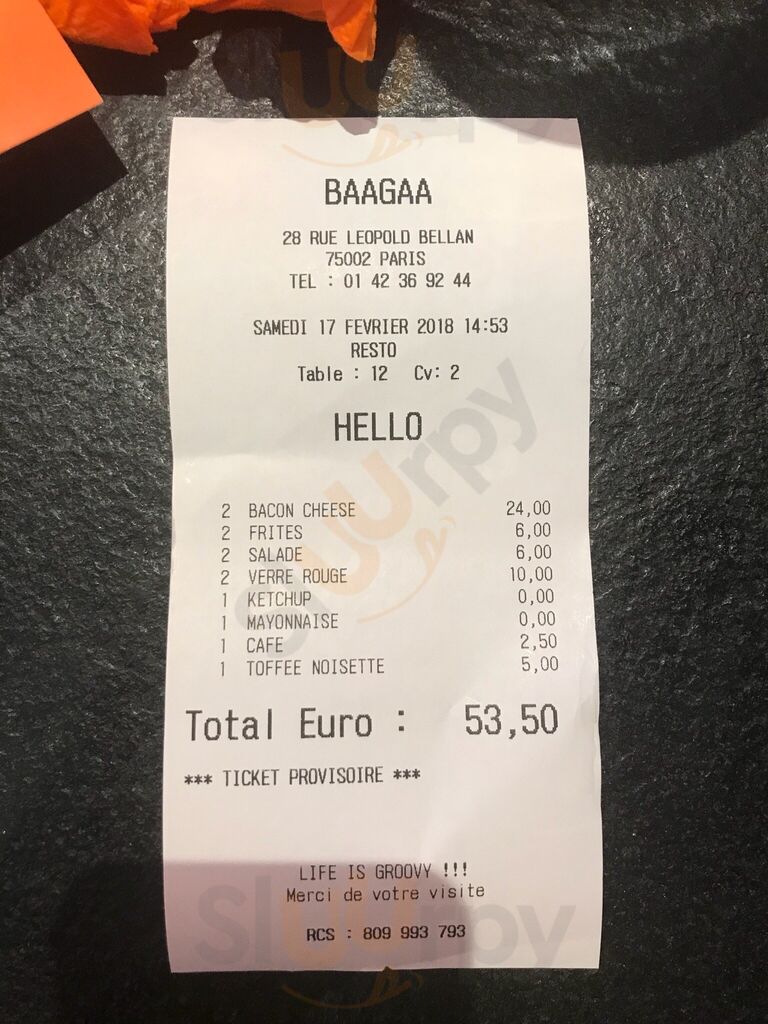 BAAGAA
28 RUE LEOPOLD BELLAN
75002 PARIS
TEL : 01 42 36 92 44
SAMEDI 17 FEVRIER 2018 14:53
RESTO
Table : 12 Cv: 2
HELLO
2 BACON CHEESE 24,00
2 FRITES 6,00
2 SALADE 6,00
2 VERRE ROUGE 10,00
1 KETCHUP 0,00
1 MAYONNAISE 0,00
1 CAFE 2,50
1 TOFFEE NOISETTE 5,00
Total Euro : 53,50
*** TICKET PROVISOIRE ***
LIFE IS GROOVY !!!
Merci de votre visite
RCS : 809 993 793
sluurpy
sluurpy